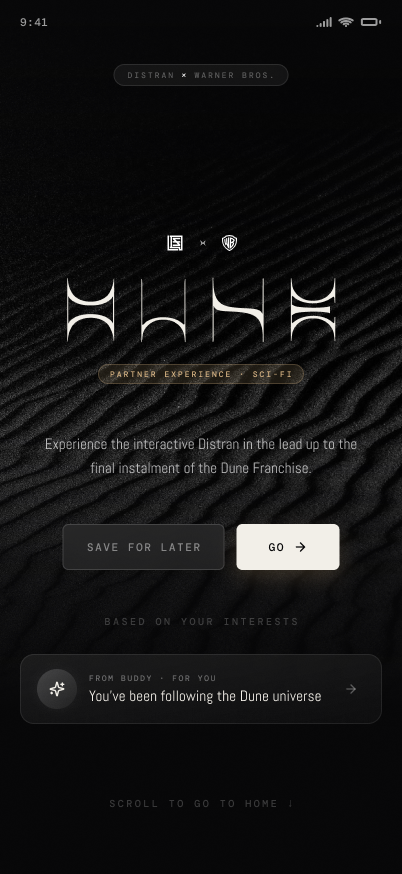 9:41
DISTRAN × WARNER BROS.
WB
PARTNER EXPERIENCE · SCI-FI
Experience the interactive Distran in the lead up to the
final instalment of the Dune Franchise.
SAVE FOR LATER
GO →
BASED ON YOUR INTERESTS
FROM BUDDY · FOR YOU
You've been following the Dune universe
SCROLL TO GO TO HOME ↓